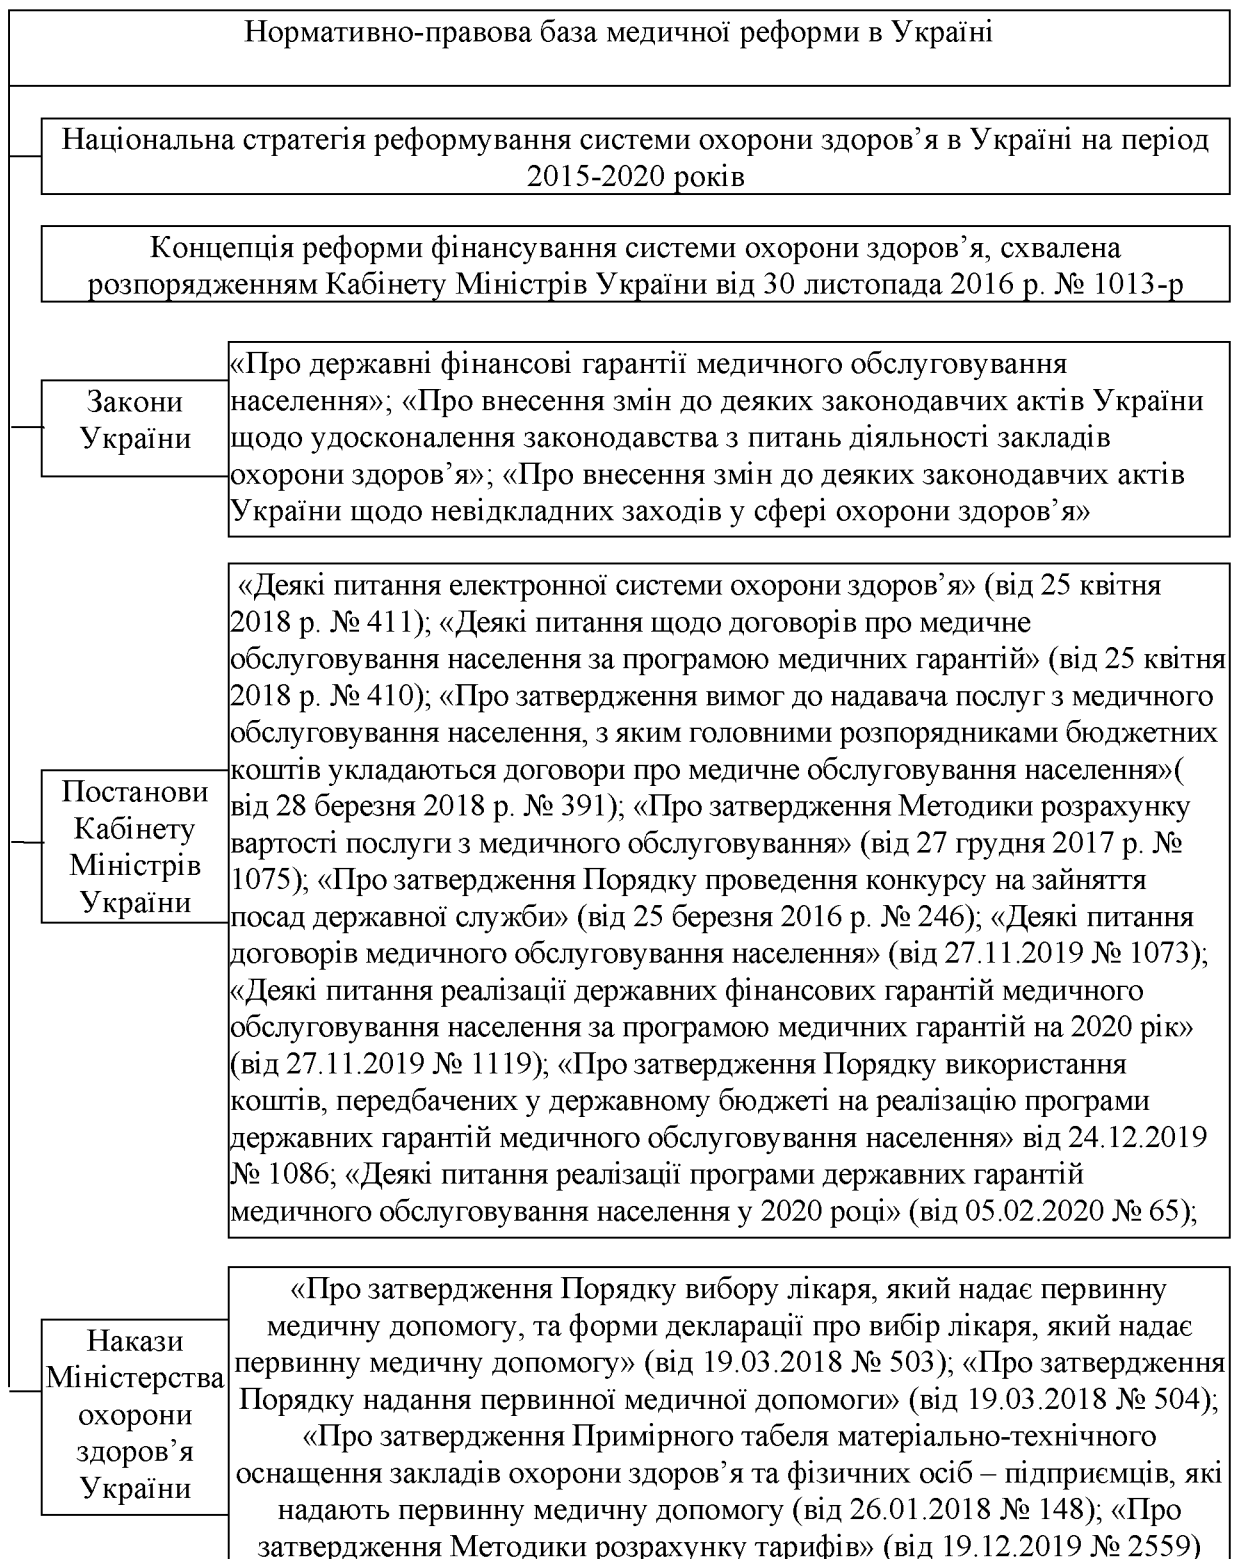 Нормативно-правова база медичної реформи в Україні
Національна стратегія реформування системи охорони здоров’я в Україні на період
2015-2020 років
Концепція реформи фінансування системи охорони здоров’я, схвалена
розпорядженням Кабінету Міністрів України від 30 листопада 2016 р. № 1013-р
Закони
України
«Про державні фінансові гарантії медичного обслуговування
населення»; «Про внесення змін до деяких законодавчих актів України
щодо удосконалення законодавства з питань діяльності закладів
охорони здоров’я»; «Про внесення змін до деяких законодавчих актів
України щодо невідкладних заходів у сфері охорони здоров’я»
Постанови
Кабінету
Міністрів
України
«Деякі питання електронної системи охорони здоров’я» (від 25 квітня
2018 р. № 411); «Деякі питання щодо договорів про медичне
обслуговування населення за програмою медичних гарантій» (від 25 квітня
2018 р. № 410); «Про затвердження вимог до надавача послуг з медичного
обслуговування населення, з яким головними розпорядниками бюджетних
коштів укладаються договори про медичне обслуговування населення»(
від 28 березня 2018 р. № 391); «Про затвердження Методики розрахунку
вартості послуги з медичного обслуговування» (від 27 грудня 2017 р. №
1075); «Про затвердження Порядку проведення конкурсу на зайняття
посад державної служби» (від 25 березня 2016 р. № 246); «Деякі питання
договорів медичного обслуговування населення» (від 27.11.2019 № 1073);
«Деякі питання реалізації державних фінансових гарантій медичного
обслуговування населення за програмою медичних гарантій на 2020 рік»
(від 27.11.2019 № 1119); «Про затвердження Порядку використання
коштів, передбачених у державному бюджеті на реалізацію програми
державних гарантій медичного обслуговування населення» від 24.12.2019
№ 1086; «Деякі питання реалізації програми державних гарантій
медичного обслуговування населення у 2020 році» (від 05.02.2020 № 65);
Накази
Міністерства
охорони
здоров’я
України
«Про затвердження Порядку вибору лікаря, який надає первинну
медичну допомогу, та форми декларації про вибір лікаря, який надає
первинну медичну допомогу» (від 19.03.2018 № 503); «Про затвердження
Порядку надання первинної медичної допомоги» (від 19.03.2018 № 504);
«Про затвердження Примірного табеля матеріально-технічного
оснащення закладів охорони здоров’я та фізичних осіб – підприємців, які
надають первинну медичну допомогу (від 26.01.2018 № 148); «Про
затвердження Методики розрахунку тарифів» (від 19.12.2019 № 2559)